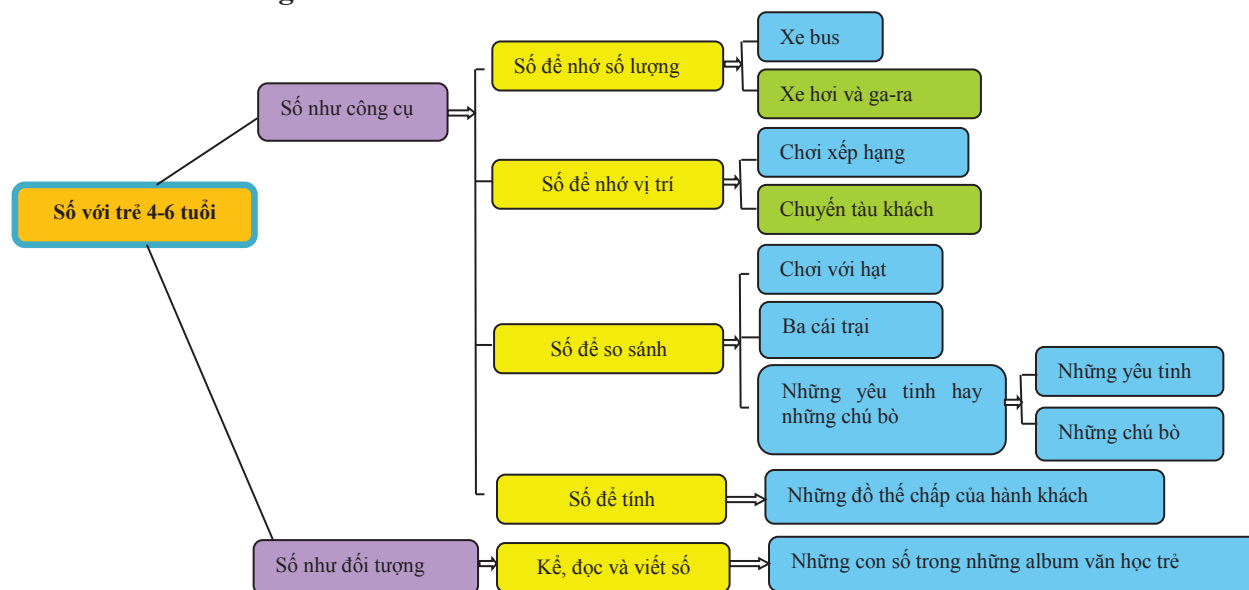 Xe bus
Số để nhớ số lượng
Xe hơi và ga-ra
Số như công cụ
Chơi xếp hạng
Số để nhớ vị trí
Chuyến tàu khách
Số với trẻ 4-6 tuổi
Chơi với hạt
Ba cái trại
Số để so sánh
Những yêu tinh hay
những chú bò
Những yêu tinh
Những chú bò
Số để tính
Những đồ thế chấp của hành khách
Số như đối tượng
Kể, đọc và viết số
Những con số trong những album văn học trẻ